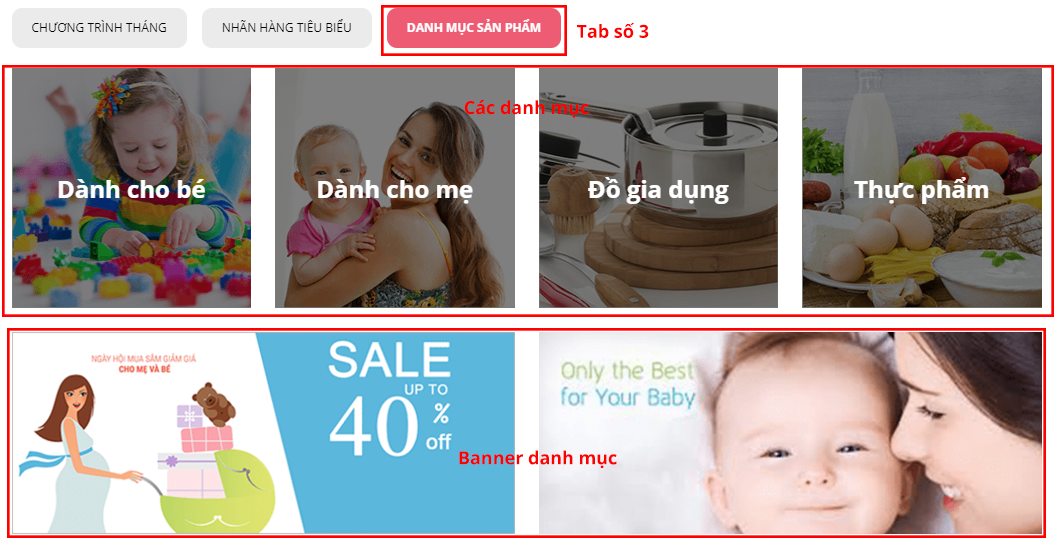 CHƯƠNG TRÌNH THÁNG
NHÃN HÀNG TIÊU BIỂU
DANH MỤC SẢN PHẨM
Tab số 3
Các danh mục
Dành cho bé
Dành cho mẹ
Đồ gia dụng
Thực phẩm
NGÀY HỘI MUA SẮM GIẢM GIÁ
CHO MẸ VÀ BÉ
SALE
UP TO
40 %
off
Only the Best
for Your Baby
Banner danh mục